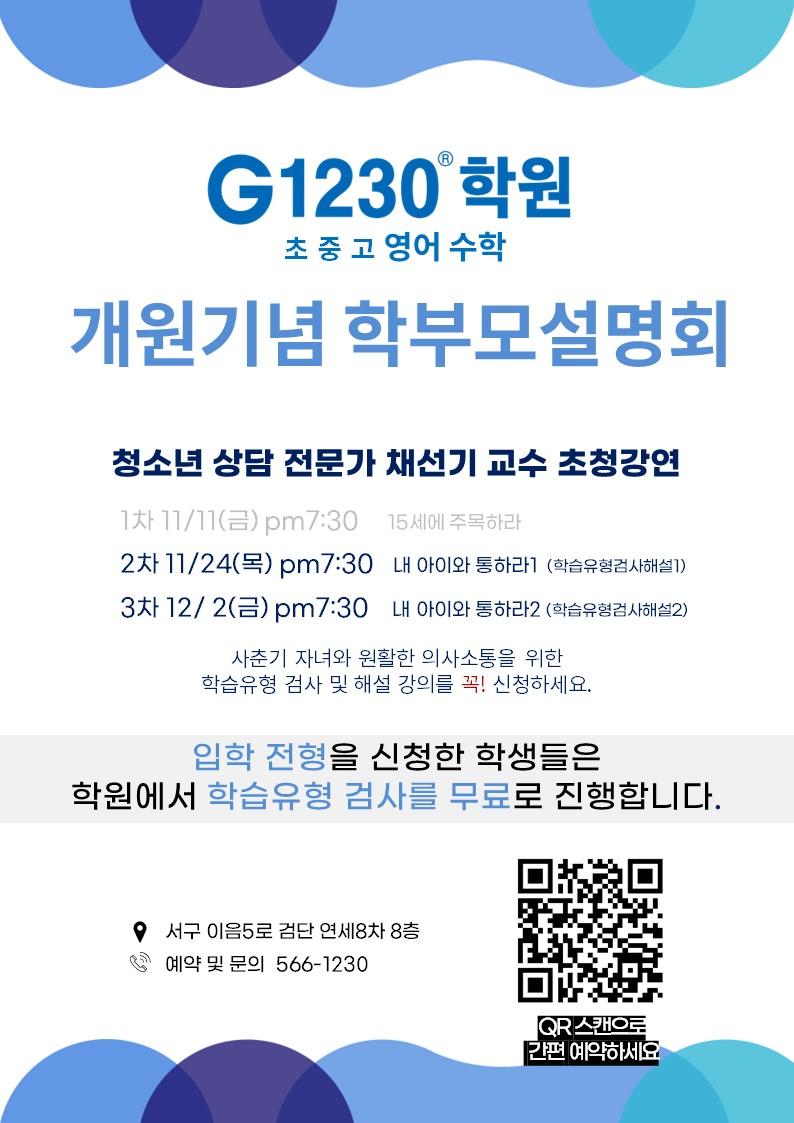 G1230® 학원
초 중 고 영어 수학
개원기념 학부모설명회
청소년 상담 전문가 채선기 교수 초청강연
1차 11/11(금) pm7:30 15세에 주목하라
2차 11/24(목) pm7:30 내 아이와 통하라1 (학습유형검사해설1)
3차 12/ 2(금) pm7:30 내 아이와 통하라2 (학습유형검사해설2)
사춘기 자녀와 원활한 의사소통을 위한
학습유형 검사 및 해설 강의를 꼭! 신청하세요.
입학 전형을 신청한 학생들은
학원에서 학습유형 검사를 무료로 진행합니다.
서구 이음5로 검단 연세8차 8층
예약 및 문의 566-1230
QR 스캔으로
간편 예약하세요